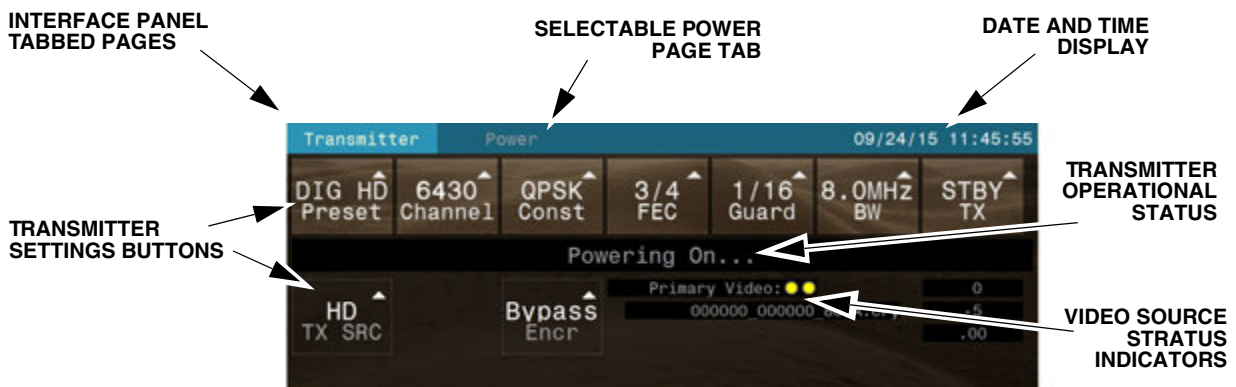 INTERFACE PANEL
TABBED PAGES
SELECTABLE POWER
PAGE TAB
DATE AND TIME
DISPLAY
Transmitter Power 09/24/15 11:45:55
DIG HD 6430 QPSK 3/4 1/16 8.0MHz STBY
Preset Channel Const FEC Guard BW TX
TRANSMITTER
OPERATIONAL
STATUS
TRANSMITTER
SETTINGS BUTTONS
Powering On...
HD
TX SRC
Bypass
Encr
Primary Video:
000000_000000
0
.5
.00
VIDEO SOURCE
STRATUS
INDICATORS